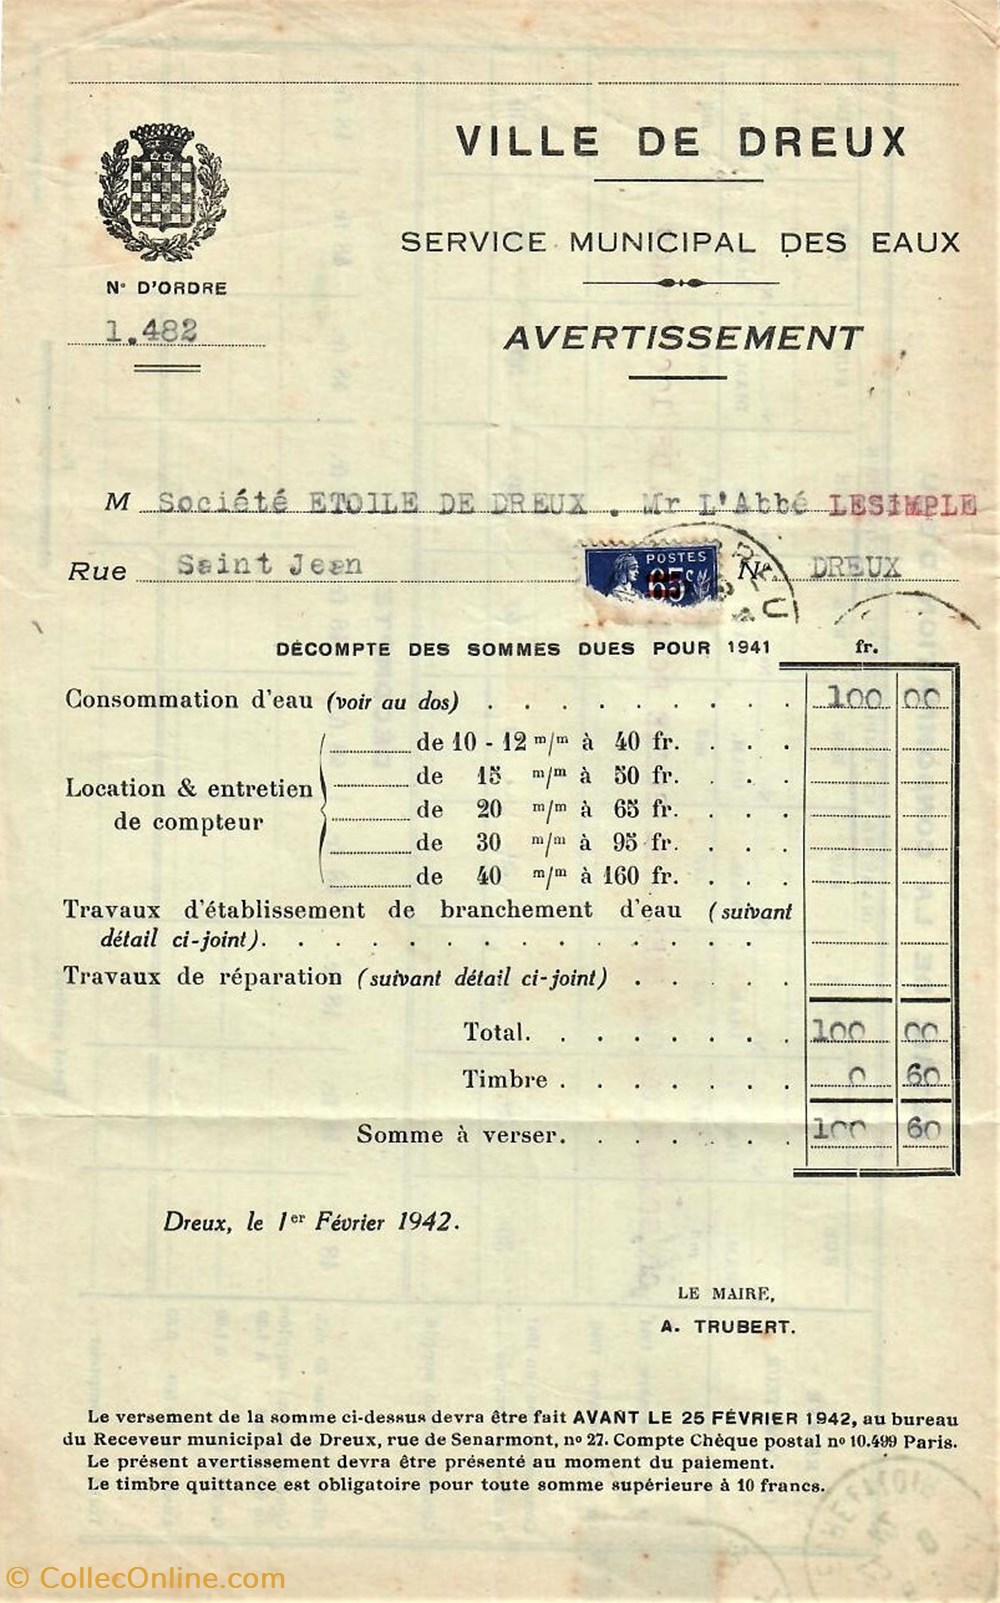 VILLE DE DREUX
SERVICE MUNICIPAL DES EAUX
N° D'ORDRE
1.482
AVERTISSEMENT
M Société ETOILE DE DREUX . Mr L'Abbé LESIMPLE
Rue Saint Jean N° DREUX
POSTES
65c
DÉCOMPTE DES SOMMES DUES POUR 1941 fr.
Consommation d'eau (voir au dos) . . . . . . . . . 100 00
Location & entretien de compteur
de 10 - 12 m/m à 40 fr. . . .
de 15 m/m à 50 fr. . . .
de 20 m/m à 65 fr. . . .
de 30 m/m à 95 fr. . . .
de 40 m/m à 160 fr. . . .
Travaux d'établissement de branchement d'eau (suivant
détail ci-joint). . . . . . . . . . . . .
Travaux de réparation (suivant détail ci-joint) . . . . .
Total. . . . . . . . 100 00
Timbre . . . . . . . 0 60
Somme à verser. . . . . . . 100 60
Dreux, le 1er Février 1942.
LE MAIRE,
A. TRUBERT.
Le versement de la somme ci-dessus devra être fait AVANT LE 25 FÉVRIER 1942, au bureau
du Receveur municipal de Dreux, rue de Senarmont, n° 27. Compte Chèque postal n° 10.499 Paris.
Le présent avertissement devra être présenté au moment du paiement.
Le timbre quittance est obligatoire pour toute somme supérieure à 10 francs.
© CollecOnline.com